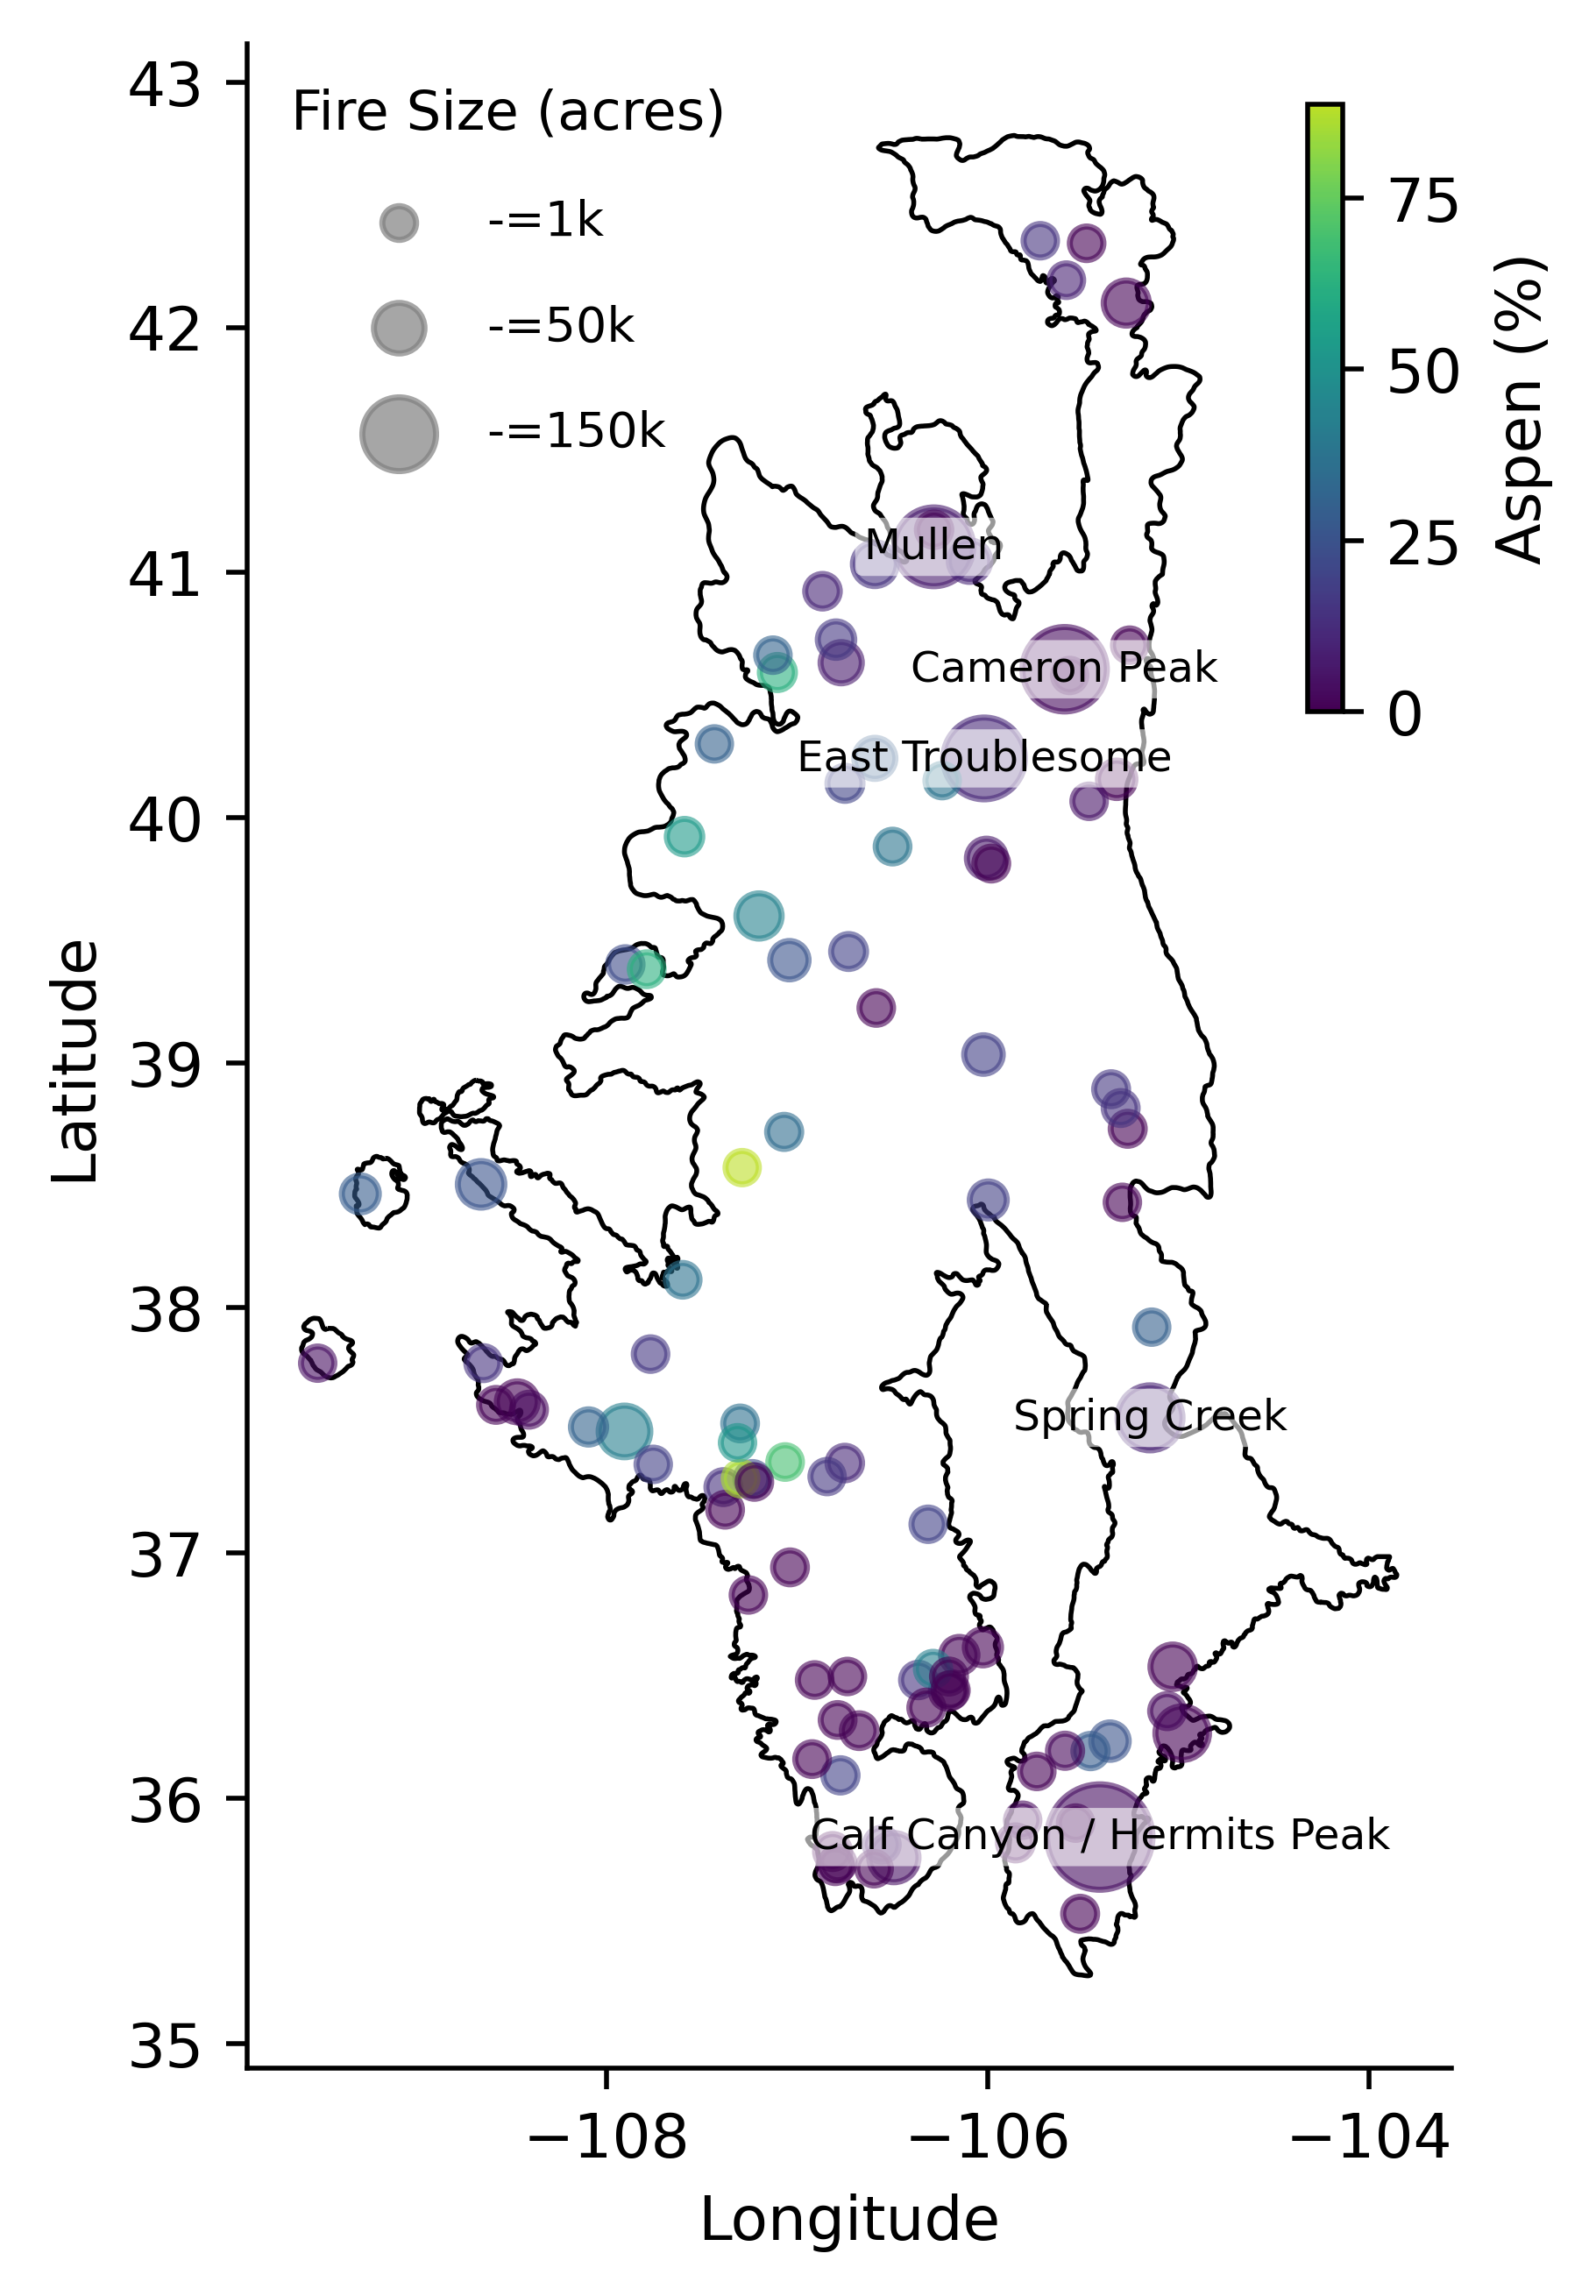 43
42
41
40
39
38
37
36
35
Latitude
Fire Size (acres)
-=1k
-=50k
-=150k
75
50
25
0
Aspen (%)
Mullen
Cameron Peak
East Troublesome
Spring Creek
Calf Canyon / Hermits Peak
−108
−106
−104
Longitude